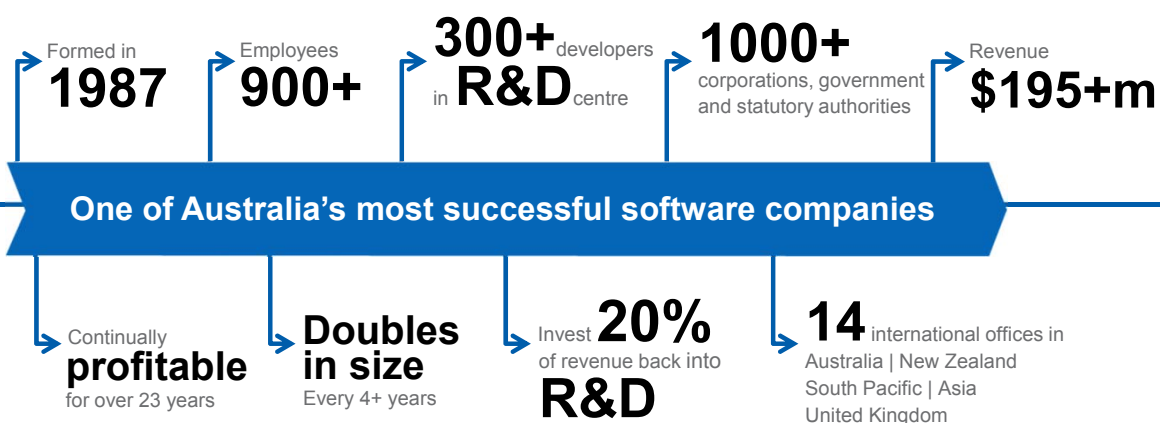 Formed in
1987
Employees
900+
300+ developers
in R&D centre
1000+
corporations, government
and statutory authorities
Revenue
$195+m
One of Australia’s most successful software companies
Continually
profitable
for over 23 years
Doubles
in size
Every 4+ years
Invest 20%
of revenue back into
R&D
14 international offices in
Australia | New Zealand
South Pacific | Asia
United Kingdom